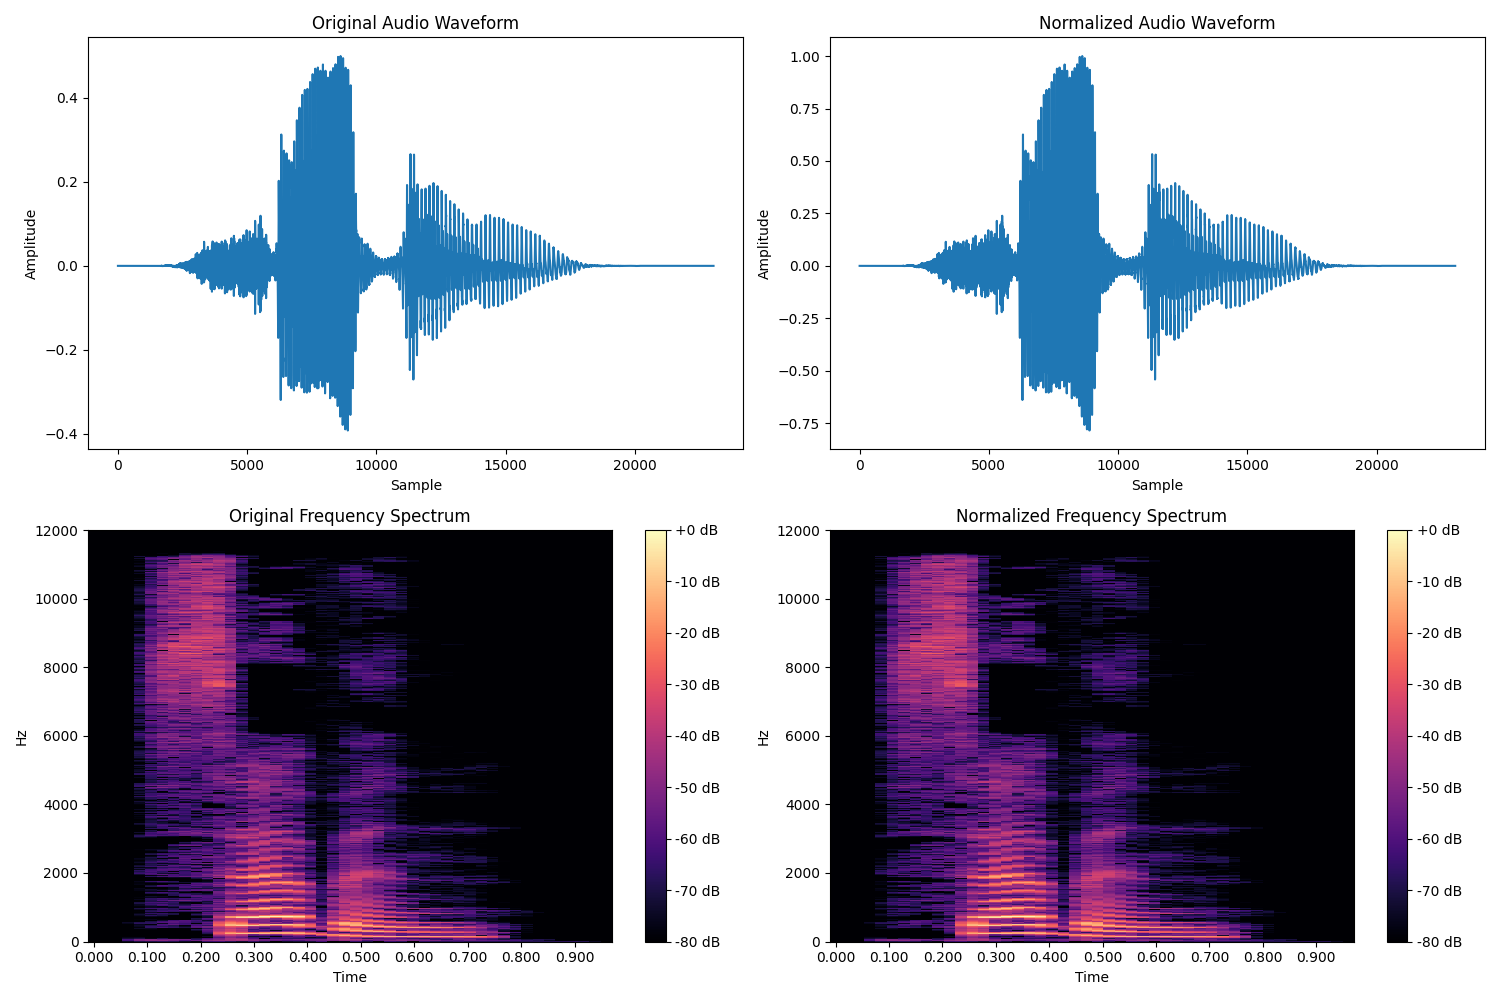 Original Audio Waveform
Amplitude
0.4
0.2
0.0
−0.2
−0.4
0 5000 10000 15000 20000
Sample
Normalized Audio Waveform
Amplitude
1.00
0.75
0.50
0.25
0.00
−0.25
−0.50
−0.75
0 5000 10000 15000 20000
Sample
Original Frequency Spectrum
Hz
12000
10000
8000
6000
4000
2000
0
0.000 0.100 0.200 0.300 0.400 0.500 0.600 0.700 0.800 0.900
Time
+0 dB
-10 dB
-20 dB
-30 dB
-40 dB
-50 dB
-60 dB
-70 dB
-80 dB
Normalized Frequency Spectrum
Hz
12000
10000
8000
6000
4000
2000
0
0.000 0.100 0.200 0.300 0.400 0.500 0.600 0.700 0.800 0.900
Time
+0 dB
-10 dB
-20 dB
-30 dB
-40 dB
-50 dB
-60 dB
-70 dB
-80 dB